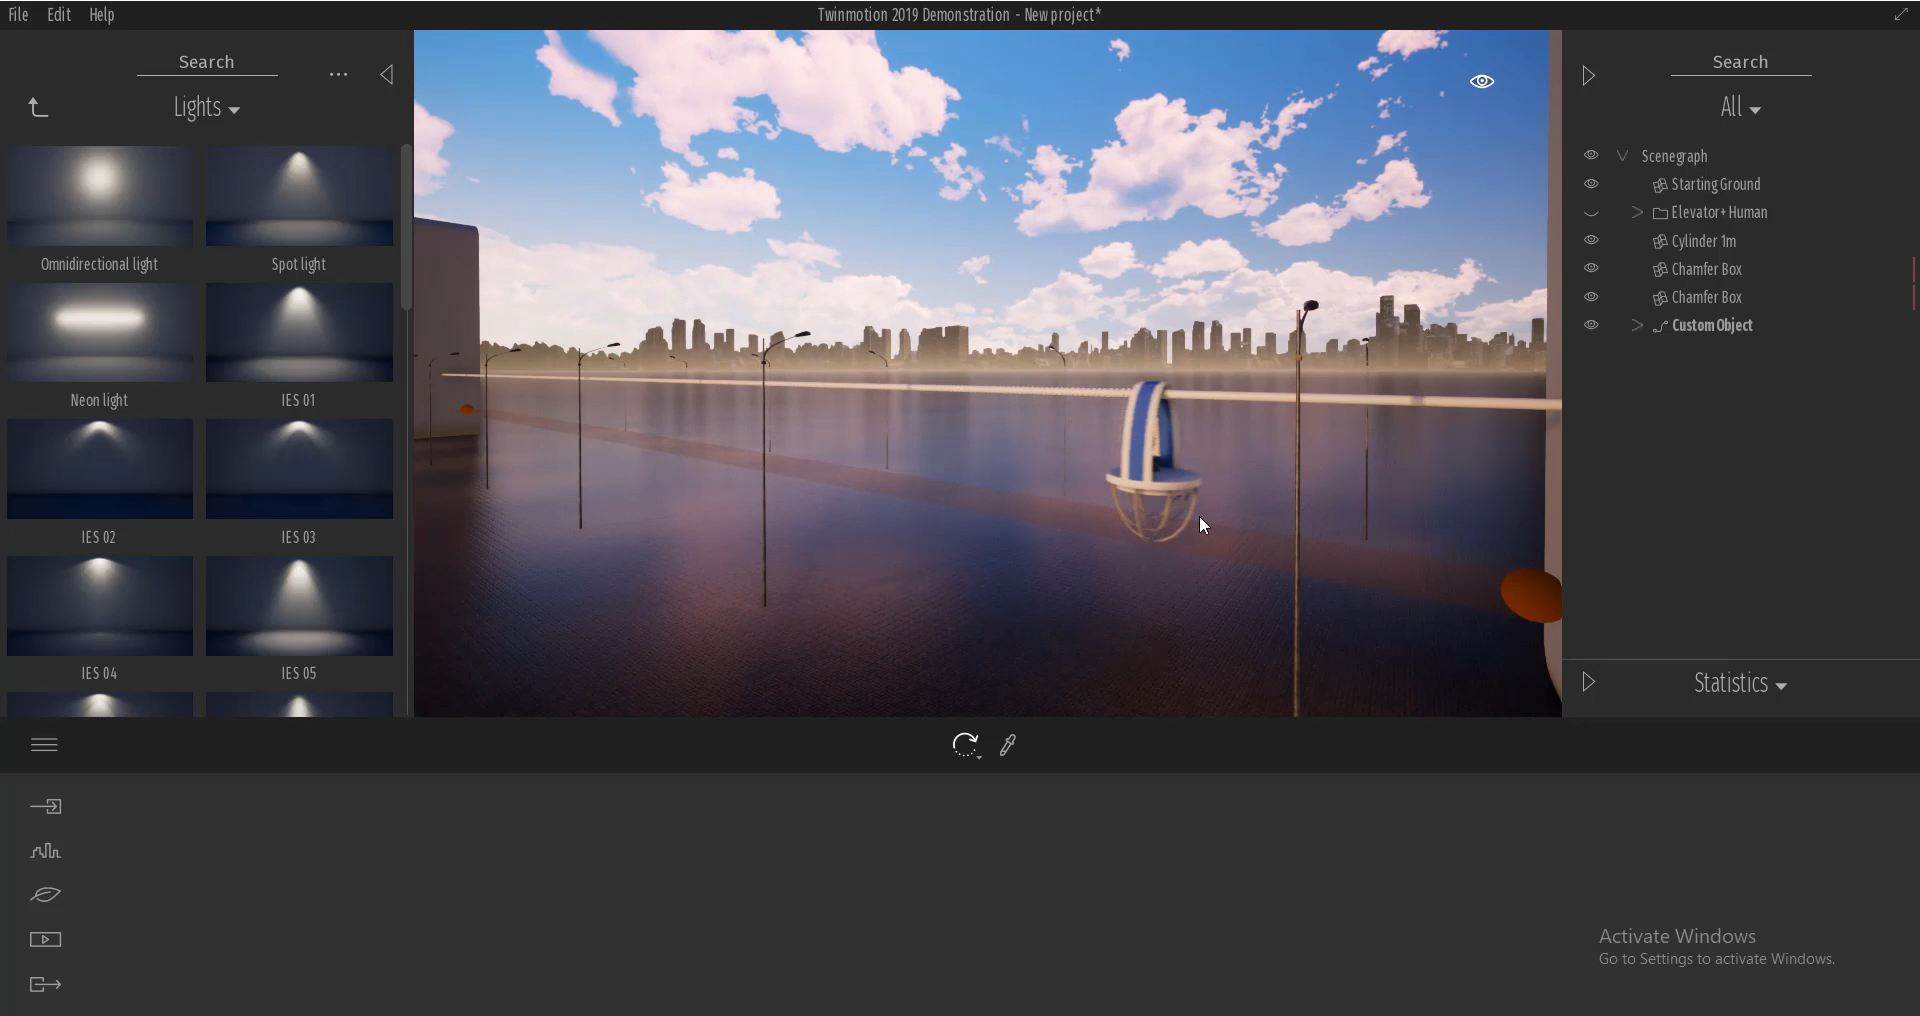 File Edit Help
Twinmotion 2019 Demonstration - New project*
Search
Lights
Omnidirectional light
Spot light
Neon light
IES 01
IES 02
IES 03
IES 04
IES 05
Search
All
Scenegraph
Starting Ground
Elevator+Human
Cylinder 1m
Chamfer Box
Chamfer Box
CustomObject
Statistics
Activate Windows
Go to Settings to activate Windows.